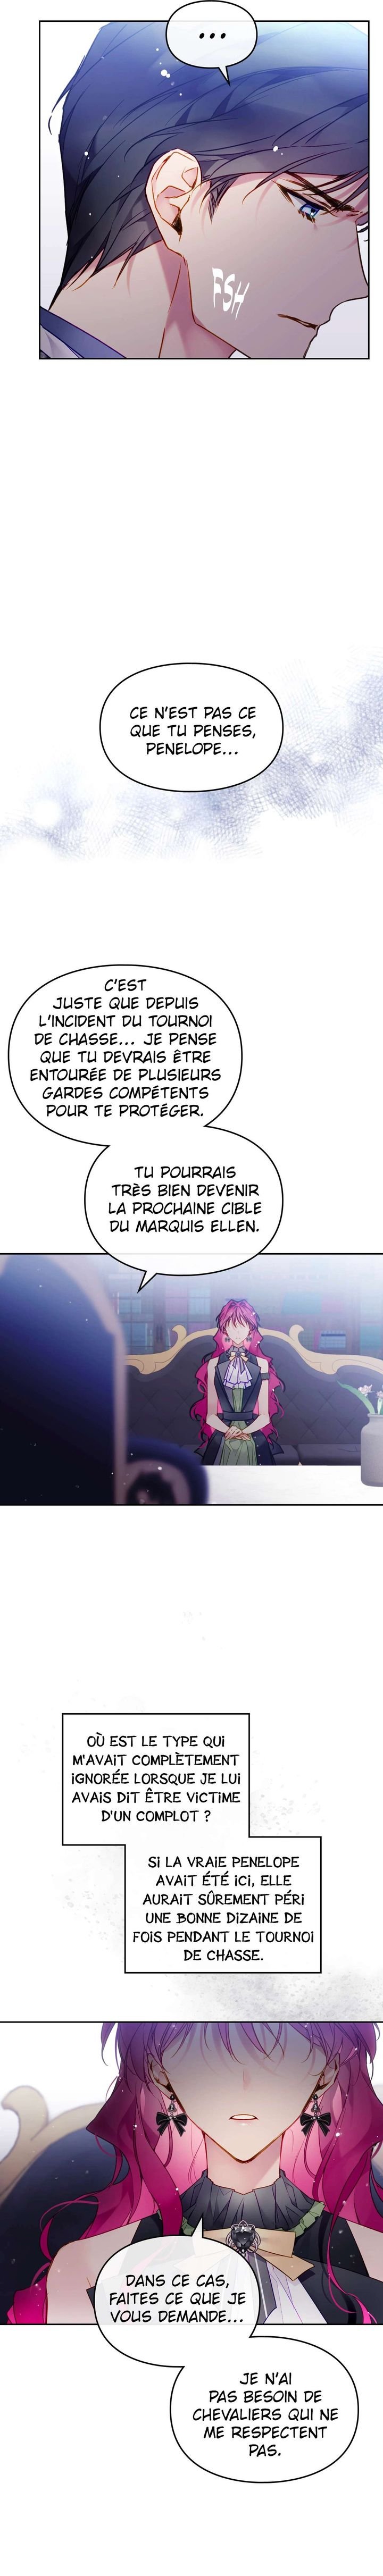 ...
FSH
CE N'EST PAS CE
QUE TU PENSES,
PENELOPE...
C'EST
JUSTE QUE DEPUIS
L'INCIDENT DU TOURNOI
DE CHASSE... JE PENSE
QUE TU DEVRAIS ÊTRE
ENTOURÉE DE PLUSIEURS
GARDES COMPÉTENTS
POUR TE PROTÉGER.
TU POURRAIS
TRÈS BIEN DEVENIR
LA PROCHAINE CIBLE
DU MARQUIS ELLEN.
OÙ EST LE TYPE QUI
M'AVAIT COMPLÈTEMENT
IGNORÉE LORSQUE JE LUI
AVAIS DIT ÊTRE VICTIME
D'UN COMPLOT ?
SI LA VRAIE PENELOPE
AVAIT ÉTÉ ICI, ELLE
AURAIT SÛREMENT PÉRI
UNE BONNE DIZAINE DE
FOIS PENDANT LE TOURNOI
DE CHASSE.
DANS CE CAS,
FAITES CE QUE JE
VOUS DEMANDE...
JE N'AI
PAS BESOIN DE
CHEVALIERS QUI NE
ME RESPECTENT
PAS.